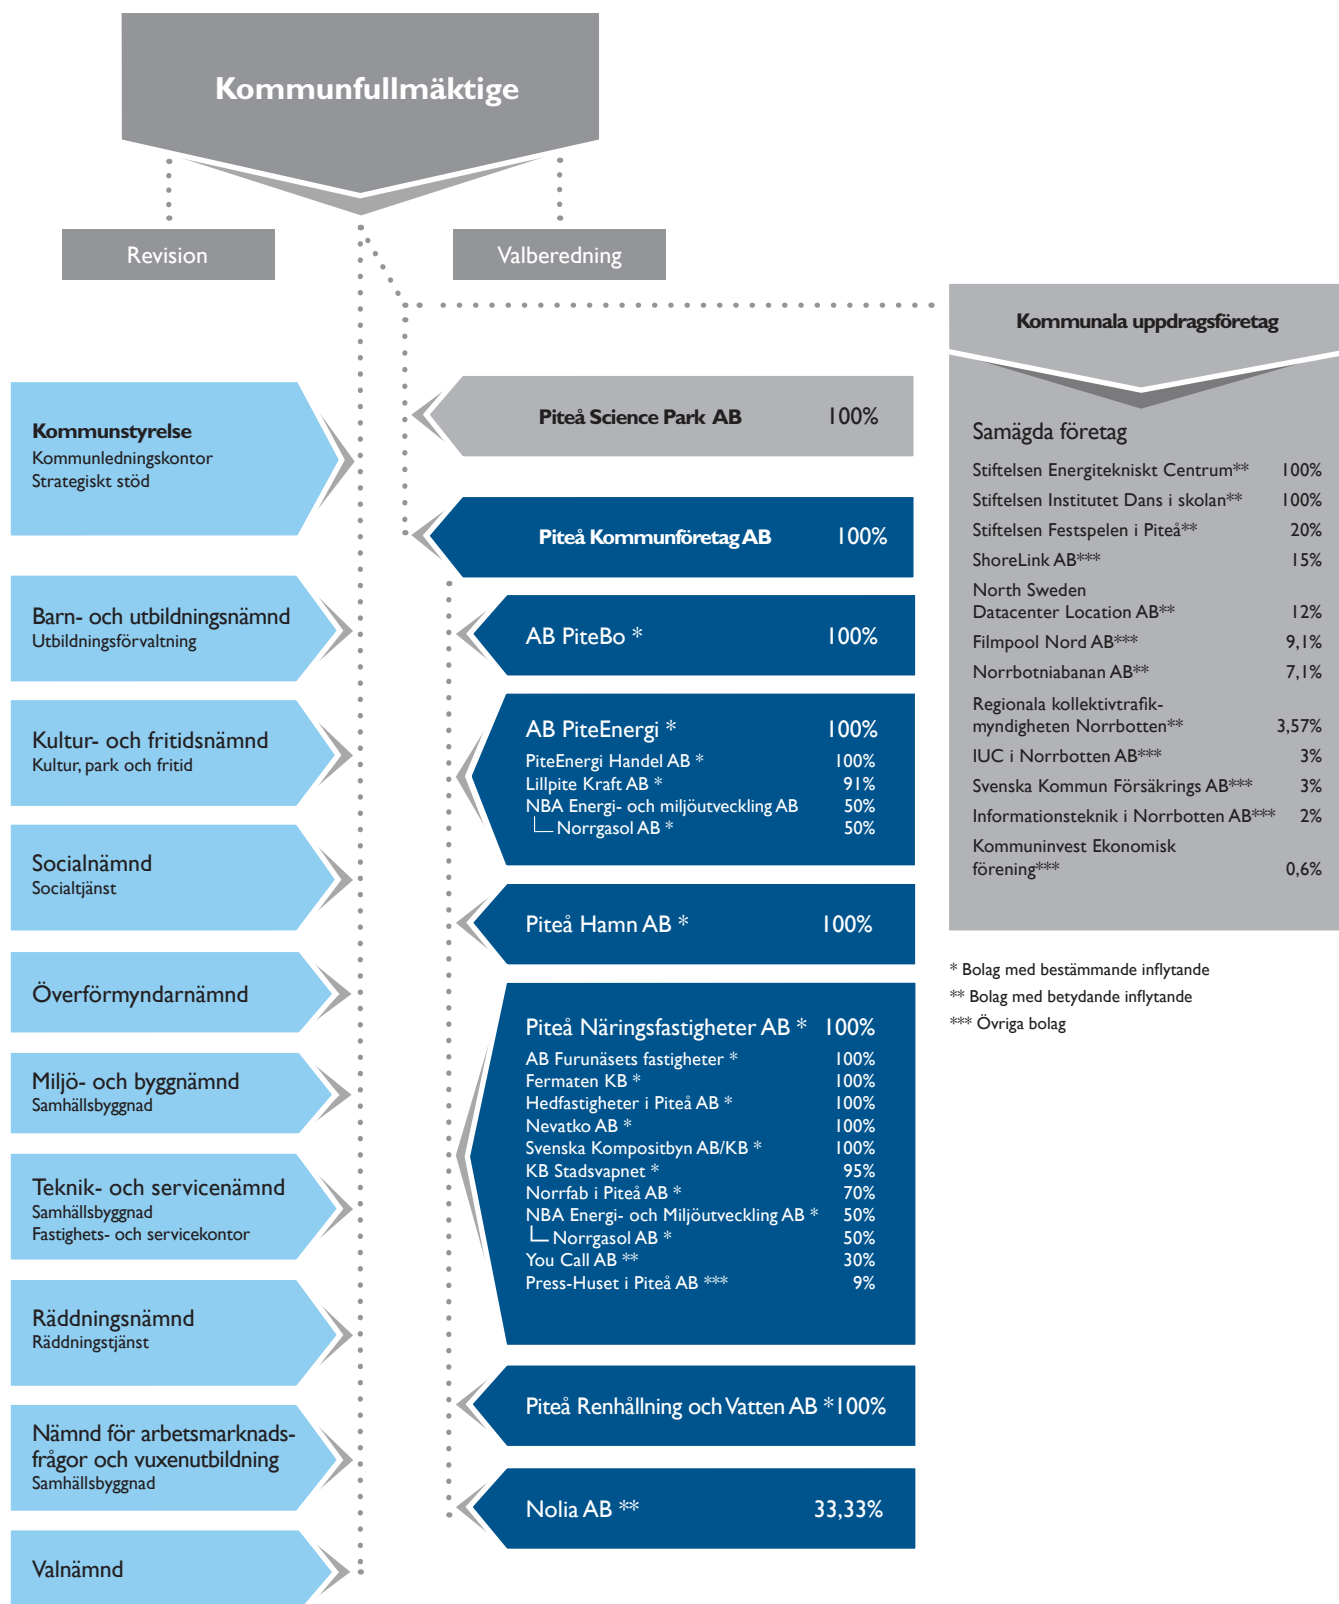 Kommunfullmäktige
Revision
Valberedning
Kommunstyrelse
Kommunledningskontor
Strategiskt stöd
Barn- och utbildningsnämnd
Utbildningsförvaltning
Kultur- och fritidsnämnd
Kultur, park och fritid
Socialnämnd
Socialtjänst
Överförmyndarnämnd
Miljö- och byggnämnd
Samhällsbyggnad
Teknik- och servicenämnd
Samhällsbyggnad
Fastighets- och servicekontor
Räddningsnämnd
Räddningstjänst
Nämnd för arbetsmarknads-
frågor och vuxenutbildning
Samhällsbyggnad
Valnämnd
Piteå Science Park AB 100%
Piteå Kommunföretag AB 100%
AB PiteBo * 100%
AB PiteEnergi * 100%
PiteEnergi Handel AB * 100%
Lillpite Kraft AB * 91%
NBA Energi- och miljöutveckling AB 50%
Norrgasol AB * 50%
Piteå Hamn AB * 100%
Piteå Näringsfastigheter AB * 100%
AB Furunäsets fastigheter * 100%
Fermaten KB * 100%
Hedfastigheter i Piteå AB * 100%
Nevatko AB * 100%
Svenska Kompositbyn AB/KB * 100%
KB Stadsvapnet * 95%
Norrfab i Piteå AB * 70%
NBA Energi- och Miljöutveckling AB * 50%
Norrgasol AB * 50%
You Call AB ** 30%
Press-Huset i Piteå AB *** 9%
Piteå Renhållning och Vatten AB *100%
Nolia AB ** 33,33%
Kommunala uppdragsföretag
Samägda företag
Stiftelsen Energitekniskt Centrum** 100%
Stiftelsen Institutet Dans i skolan** 100%
Stiftelsen Festspelen i Piteå** 20%
ShoreLink AB*** 15%
North Sweden
Datacenter Location AB** 12%
Filmpool Nord AB*** 9,1%
Norrbotniabanan AB** 7,1%
Regionala kollektivtrafik-
myndigheten Norrbotten** 3,57%
IUC i Norrbotten AB*** 3%
Svenska Kommun Försäkrings AB*** 3%
Informationsteknik i Norrbotten AB*** 2%
Kommuninvest Ekonomisk
förening*** 0,6%
* Bolag med bestämmande inflytande
** Bolag med betydande inflytande
*** Övriga bolag